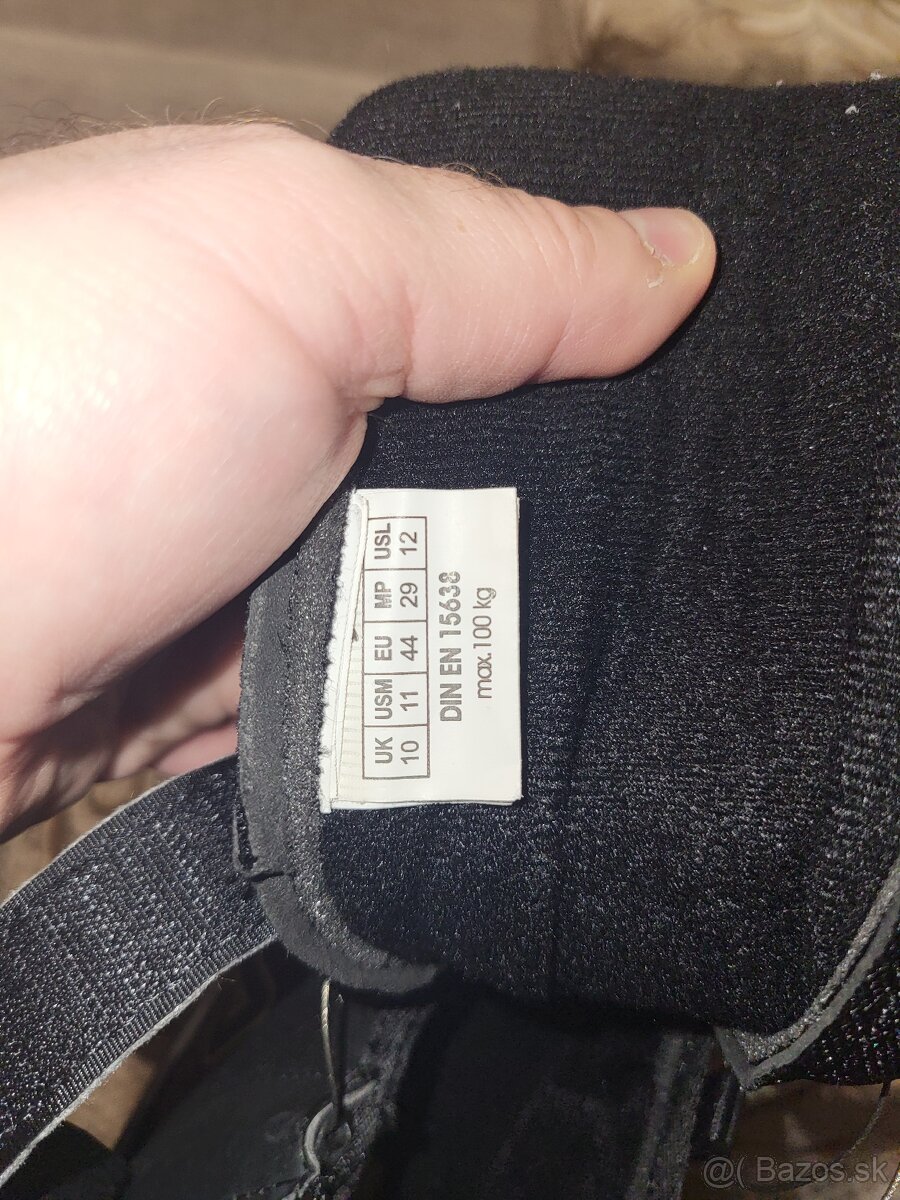 UK USM EU MP USL
10 11 44 29 12
DIN EN 15638
max.100 kg
@( Bazos.sk